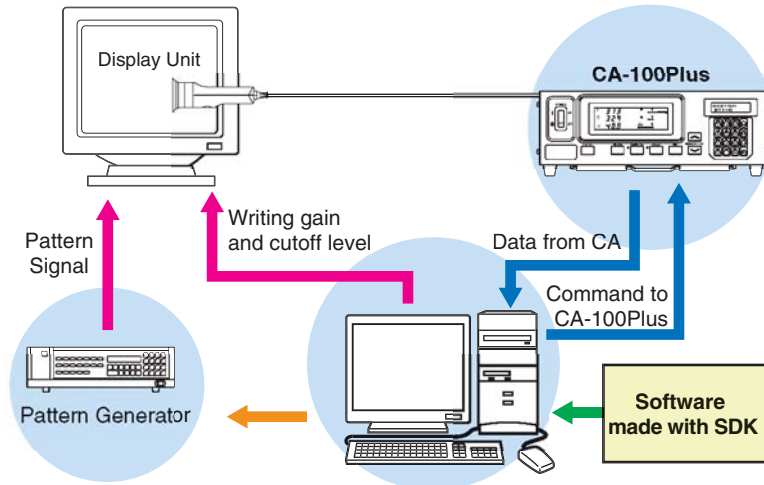 Display Unit
CA-100Plus
Pattern
Signal
Writing gain
and cutoff level
Data from CA
Command to
CA-100Plus
Pattern Generator
Software
made with SDK